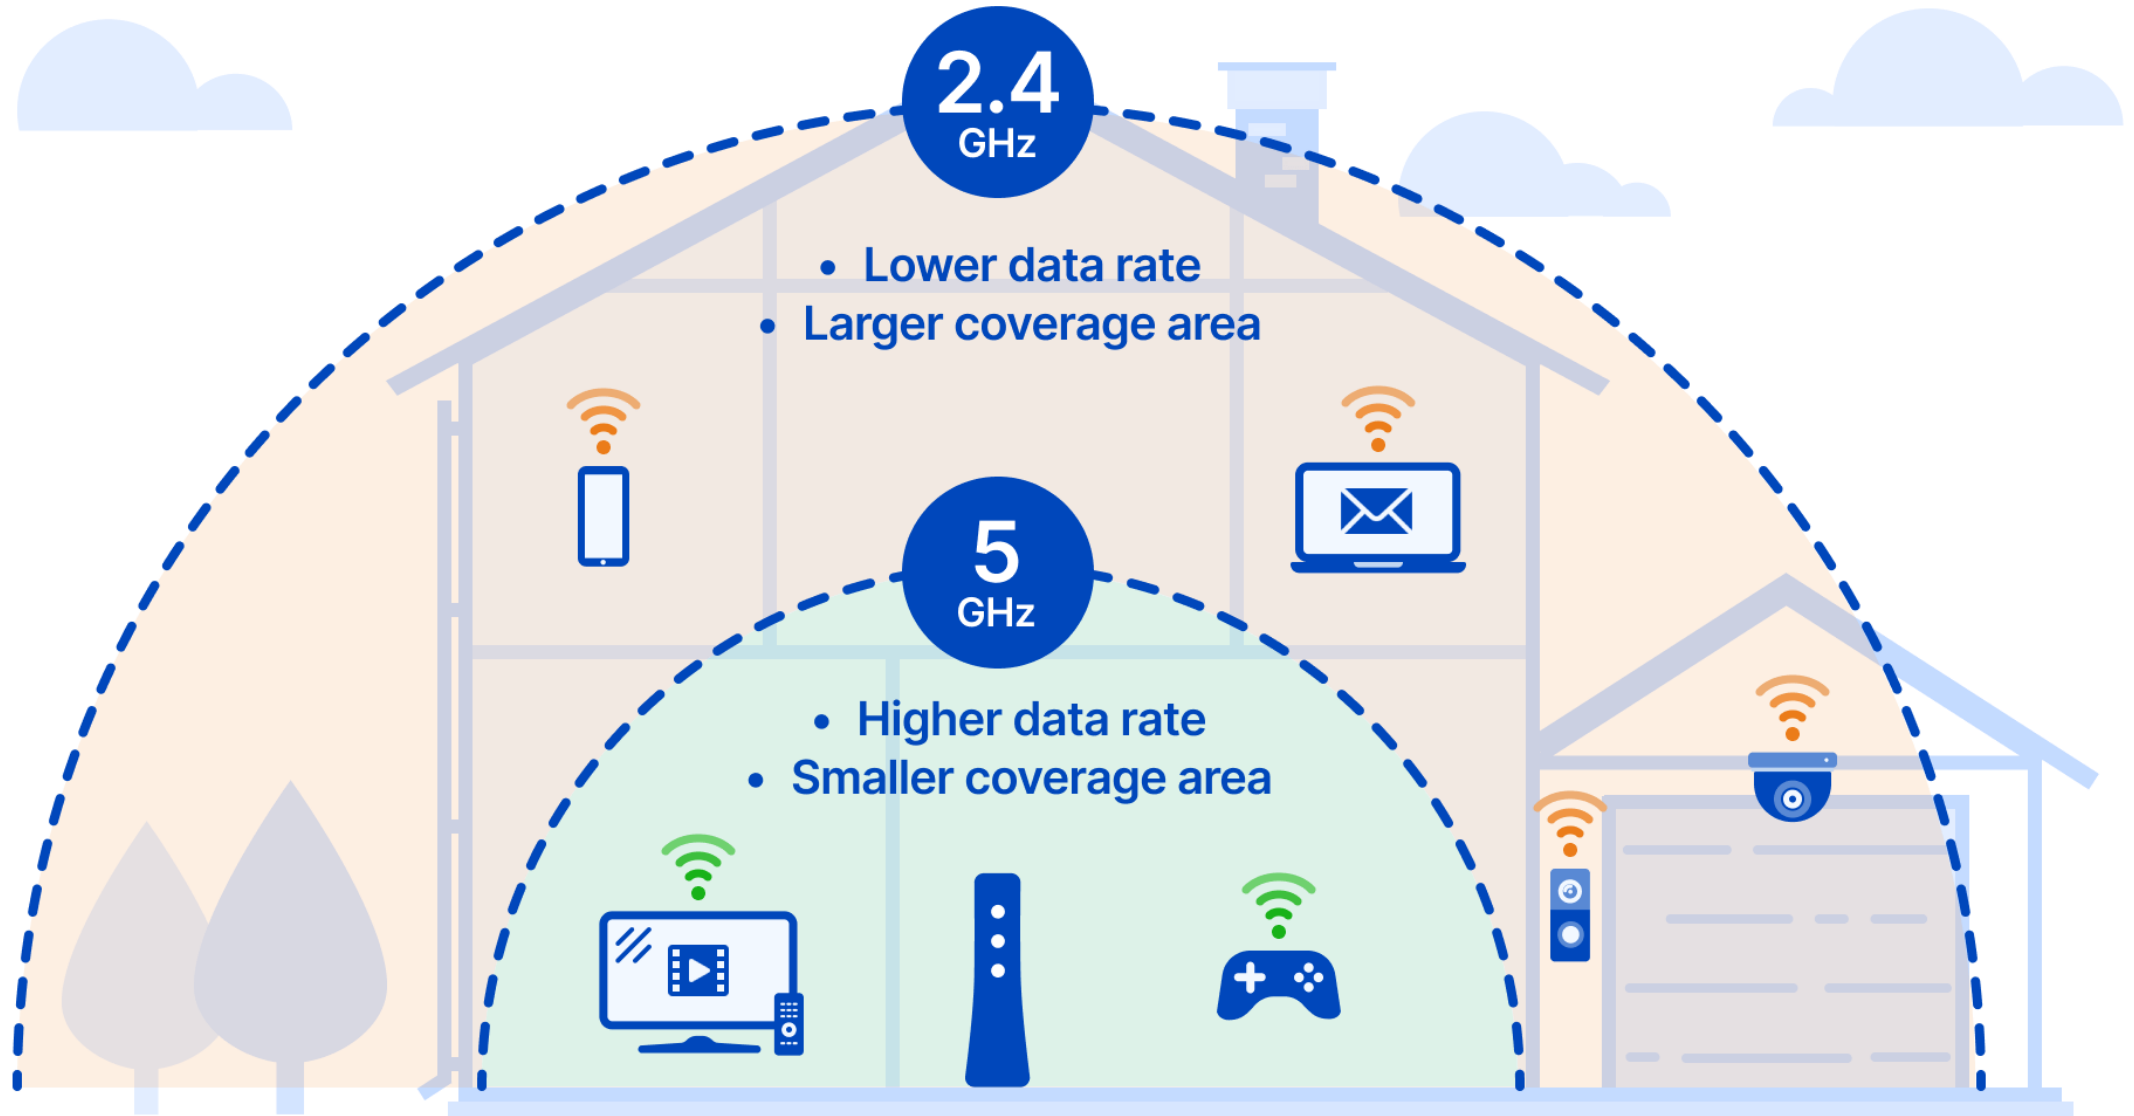 2.4
GHz
• Lower data rate
• Larger coverage area
5
GHz
• Higher data rate
• Smaller coverage area